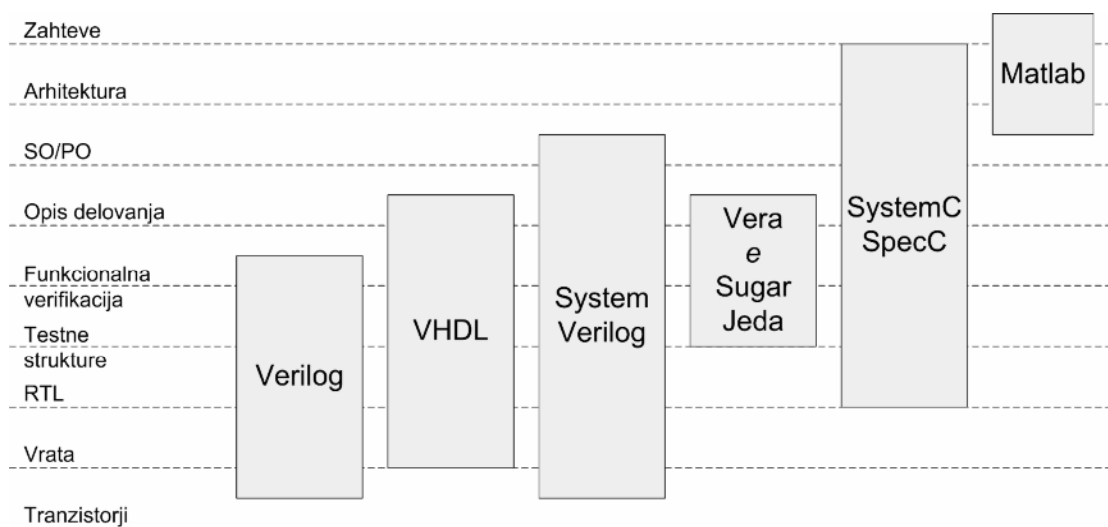 Zahteve
Arhitektura
SO/PO
Opis delovanja
Funkcionalna
verifikacija
Testne
strukture
RTL
Vrata
Tranzistorji
Verilog
VHDL
System
Verilog
Vera
e
Sugar
Jeda
SystemC
SpecC
Matlab